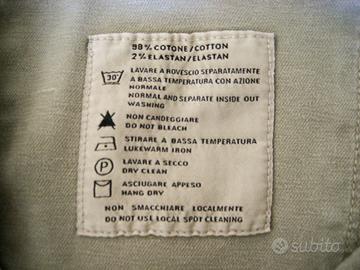 98% COTONE/COTTON
2% ELASTAN/ELASTAN
30°
LAVARE A ROVESCIO SEPARATAMENTE
A BASSA TEMPERATURA CON AZIONE
NORMALE
NORMAL AND SEPARATE INSIDE OUT
WASHING
NON CANDEGGIARE
DO NOT BLEACH
STIRARE A BASSA TEMPERATURA
LUKEWARM IRON
P
LAVARE A SECCO
DRY CLEAN
ASCIUGARE APPESO
HANG DRY
NON SMACCHIARE LOCALMENTE
DO NOT USE LOCAL SPOT CLEANING
subito